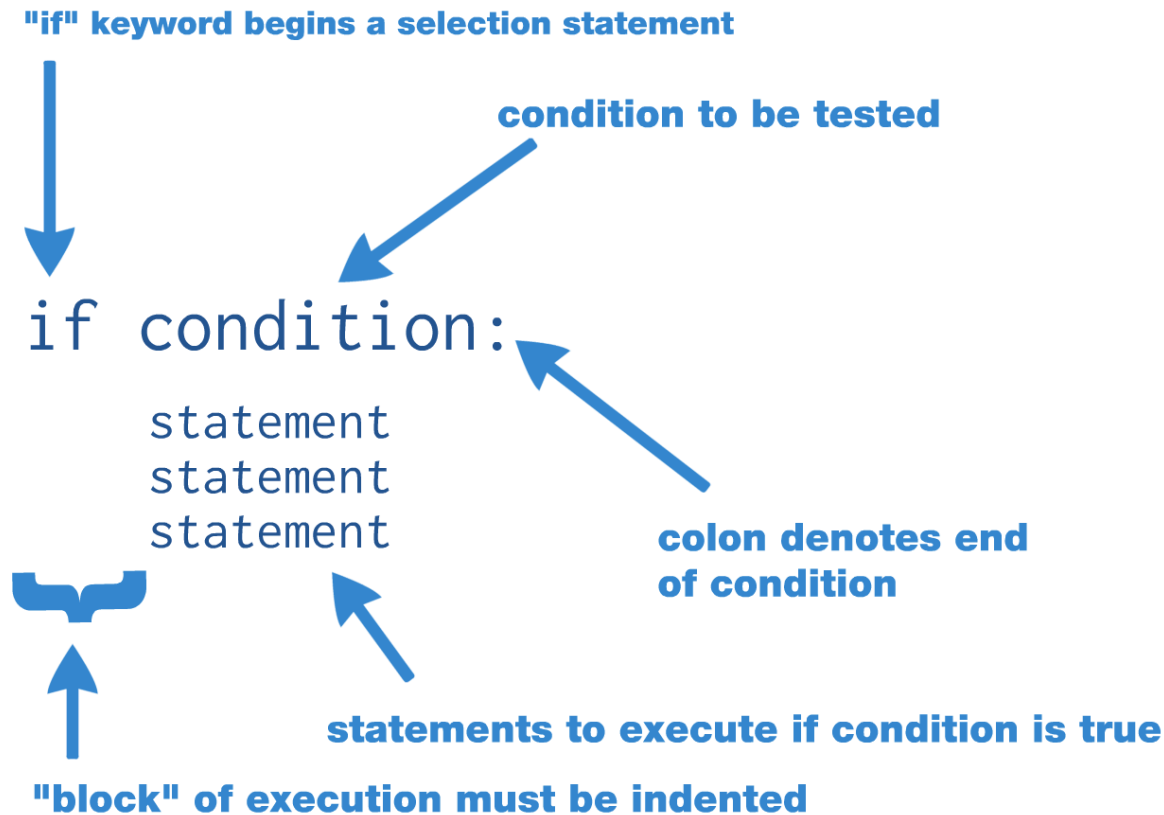 "if" keyword begins a selection statement
condition to be tested
if condition:
statement
statement
statement
colon denotes end
of condition
statements to execute if condition is true
"block" of execution must be indented